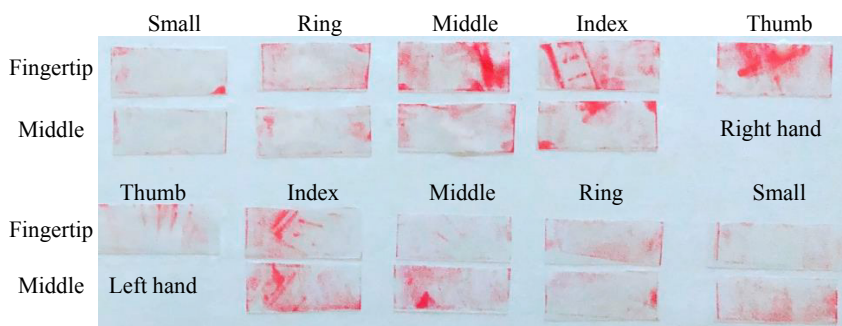 Small Ring Middle Index Thumb
Fingertip
Middle Right hand
Thumb Index Middle Ring Small
Fingertip
Middle Left hand